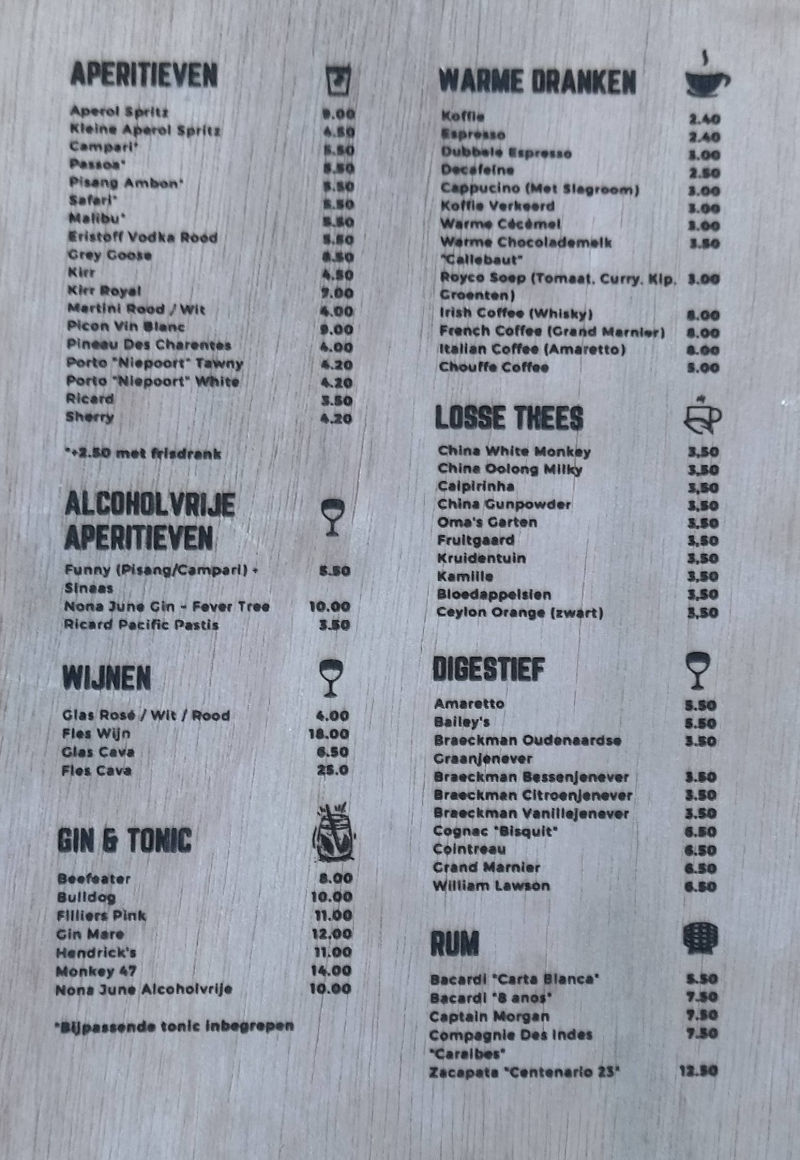 APERITIEVEN
Aperol Spritz 9.00
Kleine Aperol Spritz 4.50
Campari* 5.50
Passoa* 5.50
Pisang Ambon* 5.50
Safari* 5.50
Malibu* 5.50
Eristoff Vodka Rood 5.50
Grey Goose 8.50
Kirr 4.50
Kirr Royal 7.00
Martini Rood / Wit 4.00
Picon Vin Blanc 9.00
Pineau Des Charentes 4.00
Porto "Niepoort" Tawny 4.20
Porto "Niepoort" White 4.20
Ricard 3.50
Sherry 4.20
*+2.50 met frisdrank
ALCOHOLVRIJE
APERITIEVEN
Funny (Pisang/Campari) + 5.50
Sinaas
Nona June Gin - Fever Tree 10.00
Ricard Pacific Pastis 3.50
WIJNEN
Glas Rosé / Wit / Rood 4.00
Fles Wijn 18.00
Glas Cava 6.50
Fles Cava 25.0
GIN & TONIC
Beefeater 8.00
Bulldog 10.00
Filliers Pink 11.00
Gin Mare 12.00
Hendrick's 11.00
Monkey 47 14.00
Nona June Alcoholvrije 10.00
*Bijpassende tonic inbegrepen
WARME DRANKEN
Koffie 2.40
Espresso 2.40
Dubbele Espresso 3.00
Decafeine 2.50
Cappucino (Met Slagroom) 3.00
Koffie Verkeerd 3.00
Warme Cécémel 3.00
Warme Chocolademelk 3.50
"Callebaut"
Royco Soep (Tomaat, Curry, Kip, 3.00
Groenten)
Irish Coffee (Whisky) 8.00
French Coffee (Grand Marnier) 8.00
Italian Coffee (Amaretto) 8.00
Chouffe Coffee 5.00
LOSSE THEES
China White Monkey 3,50
China Oolong Milky 3,50
Caipirinha 3,50
China Gunpowder 3,50
Oma's Garten 3,50
Fruitgaard 3,50
Kruidentuin 3,50
Kamille 3,50
Bloedappelsien 3,50
Ceylon Orange (zwart) 3,50
DIGESTIEF
Amaretto 5.50
Bailey's 5.50
Braeckman Oudenaardse 3.50
Graanjenever
Braeckman Bessenjenever 3.50
Braeckman Citroenjenever 3.50
Braeckman Vanillejenever 3.50
Cognac "Bisquit" 6.50
Cointreau 6.50
Grand Marnier 6.50
William Lawson 6.50
RUM
Bacardi "Carta Blanca" 5.50
Bacardi "8 anos" 7.50
Captain Morgan 7.50
Compagnie Des Indes 7.50
"Caraibes"
Zacapata "Centenario 23" 12.50